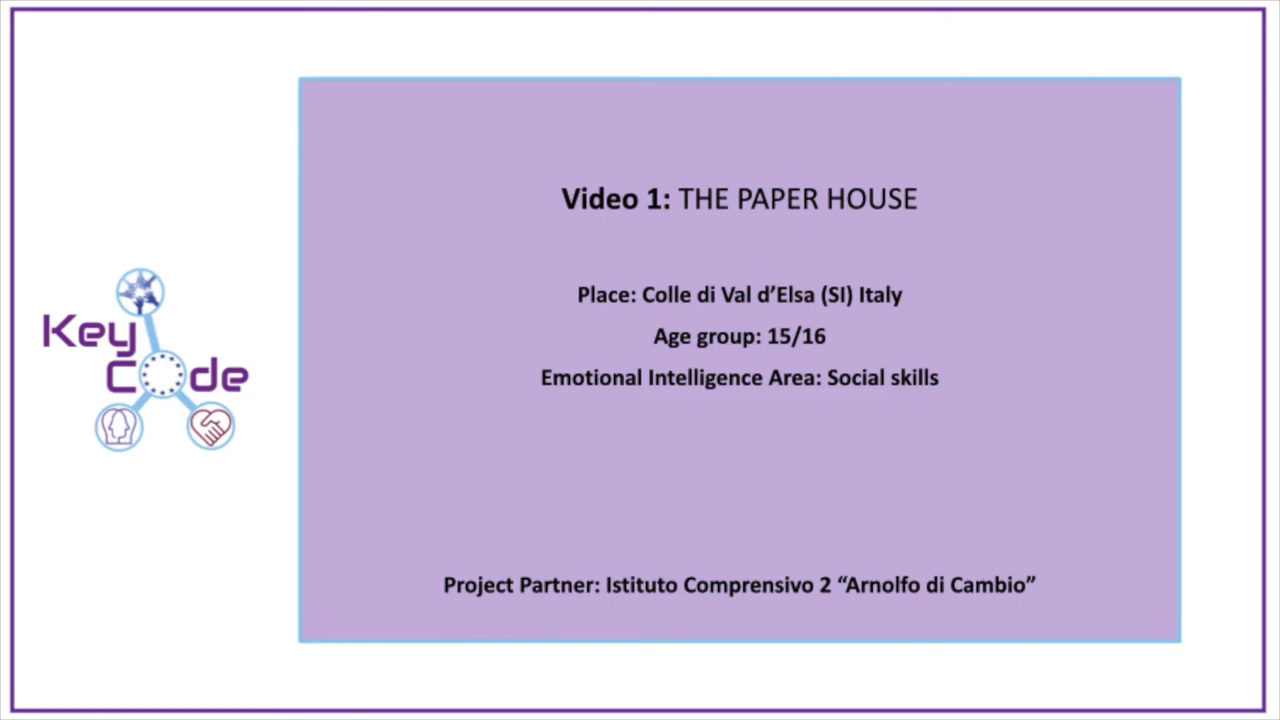 Key
Code
Video 1: THE PAPER HOUSE
Place: Colle di Val d’Elsa (SI) Italy
Age group: 15/16
Emotional Intelligence Area: Social skills
Project Partner: Istituto Comprensivo 2 “Arnolfo di Cambio”